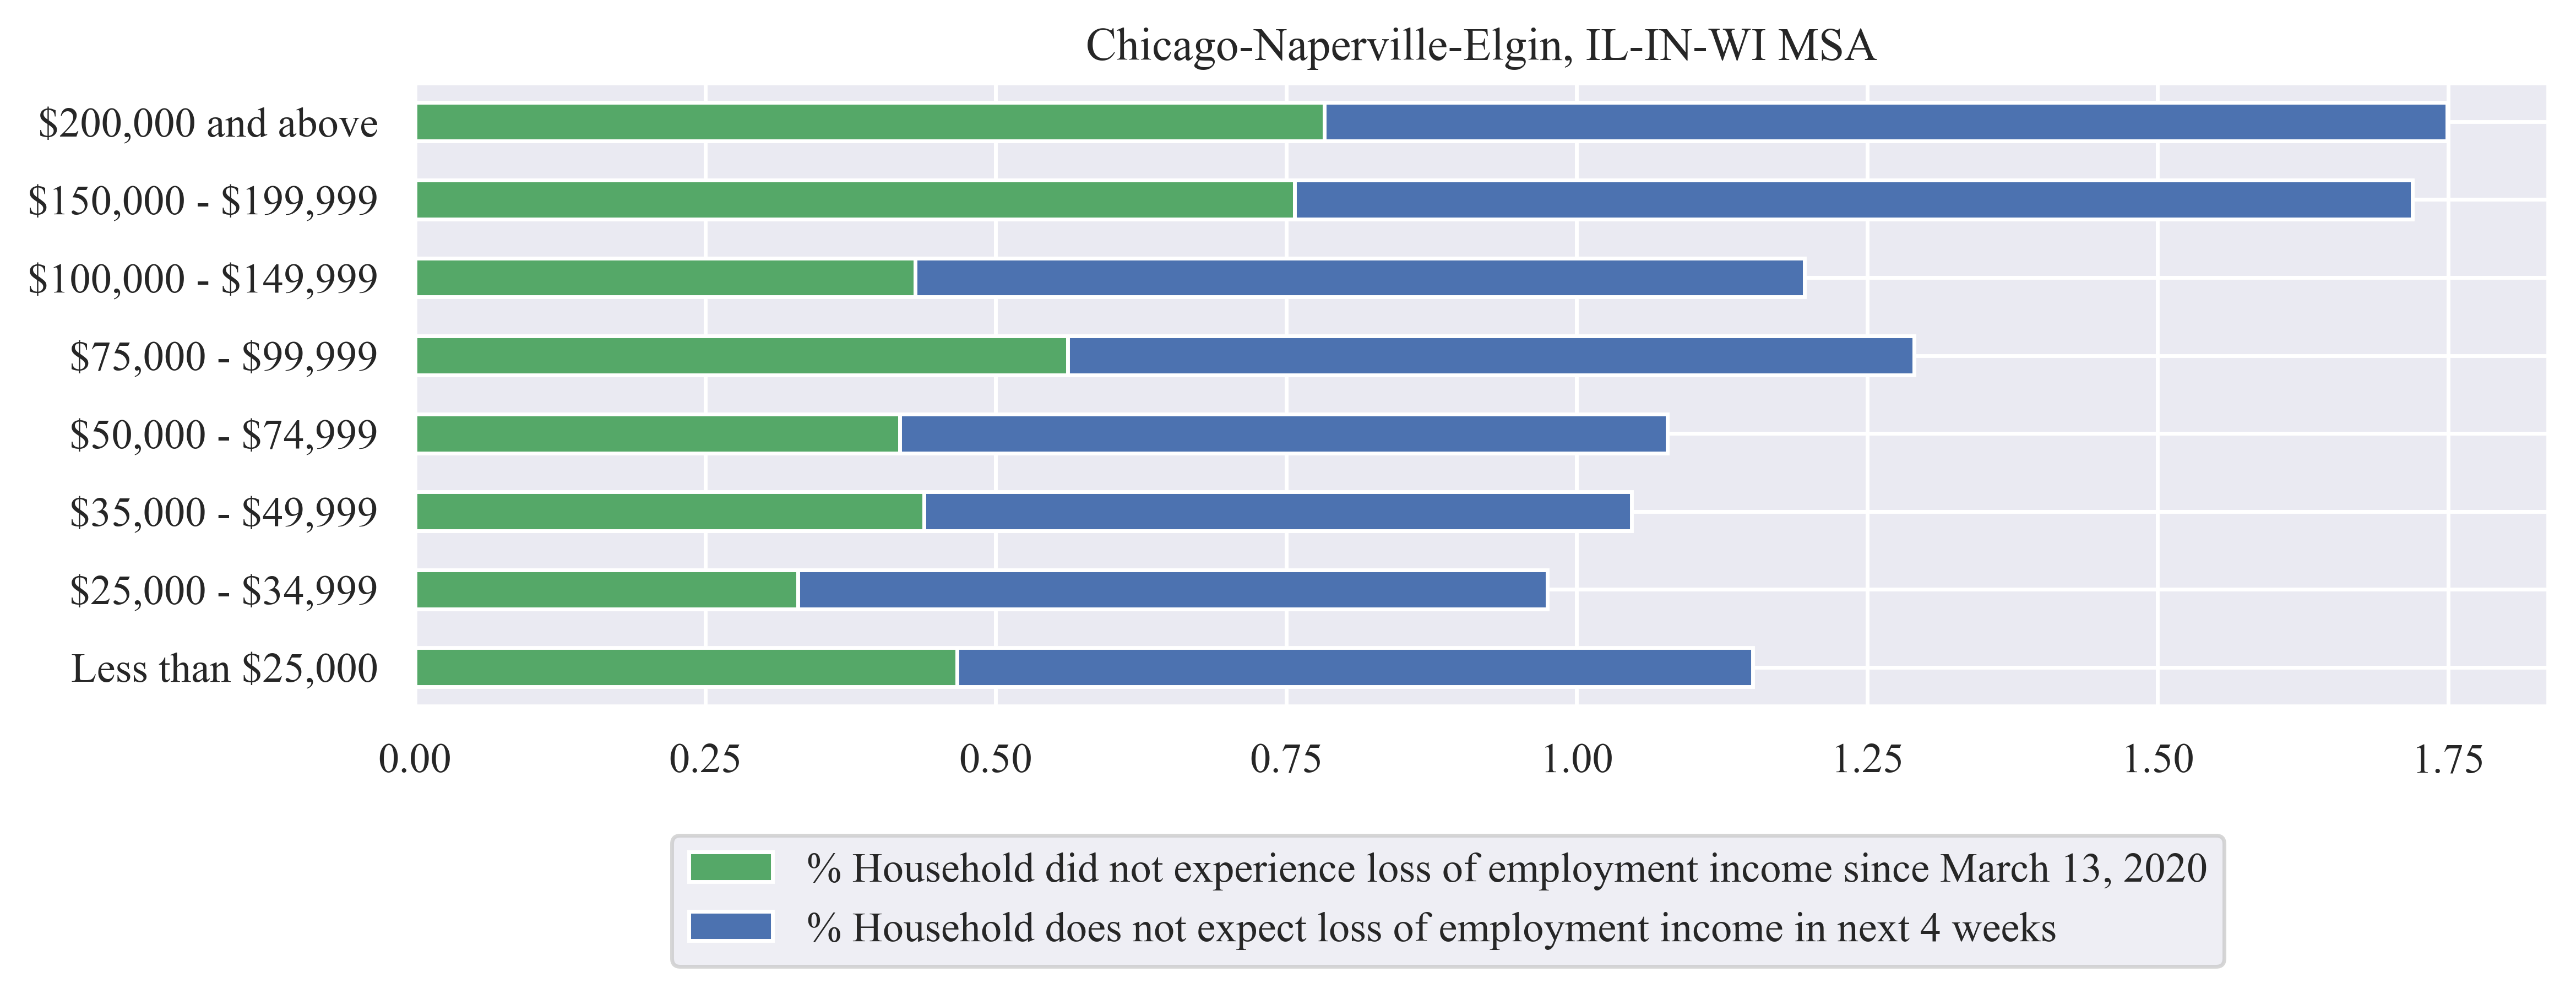 Chicago-Naperville-Elgin, IL-IN-WI MSA
$200,000 and above
$150,000 - $199,999
$100,000 - $149,999
$75,000 - $99,999
$50,000 - $74,999
$35,000 - $49,999
$25,000 - $34,999
Less than $25,000
0.00 0.25 0.50 0.75 1.00 1.25 1.50 1.75
% Household did not experience loss of employment income since March 13, 2020
% Household does not expect loss of employment income in next 4 weeks